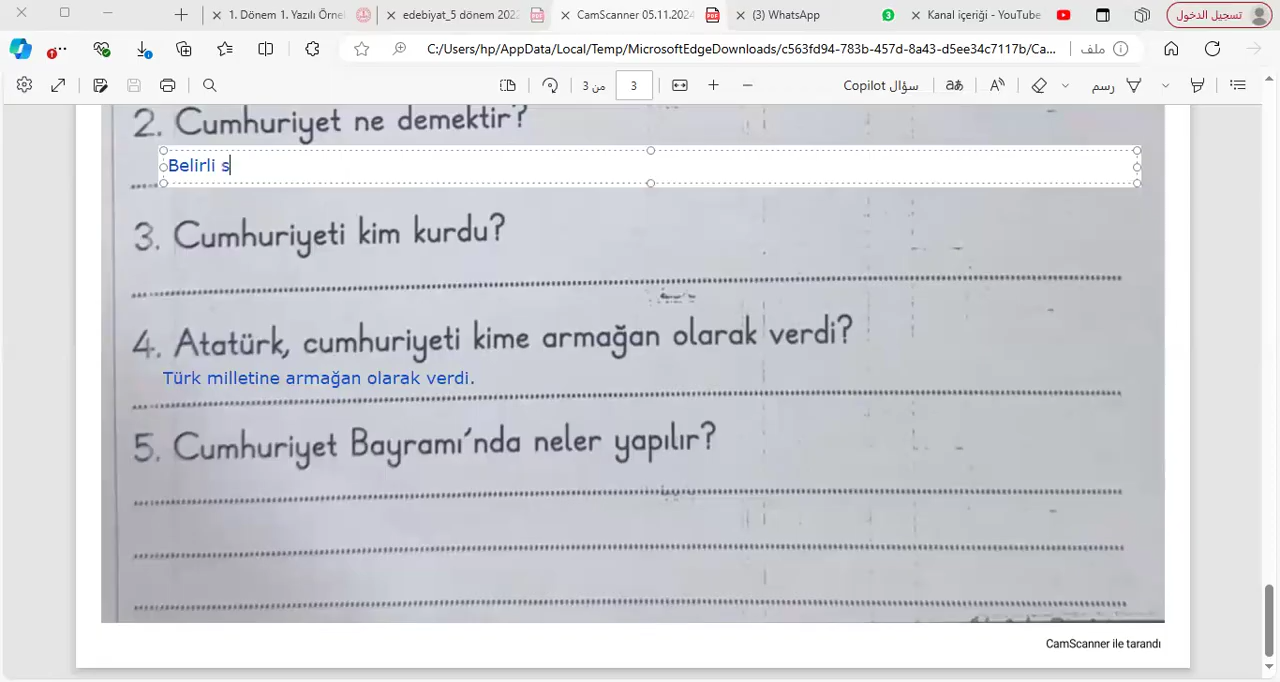 1. Dönem 1. Yazılı Örne
edebiyat_5 dönem 202
CamScanner 05.11.2024
(3) WhatsApp
3
Kanal içeriği - YouTube
تسجيل الدخول
C:/Users/hp/AppData/Local/Temp/MicrosoftEdgeDownloads/c563fd94-783b-457d-8a43-d5ee34c7117b/Ca...
ملف
من 3
3
سؤال Copilot
aあ
رسم
2. Cumhuriyet ne demektir?
Belirli s
3. Cumhuriyeti kim kurdu?
4. Atatürk, cumhuriyeti kime armağan olarak verdi?
Türk milletine armağan olarak verdi.
5. Cumhuriyet Bayramı'nda neler yapılır?
CamScanner ile tarandı